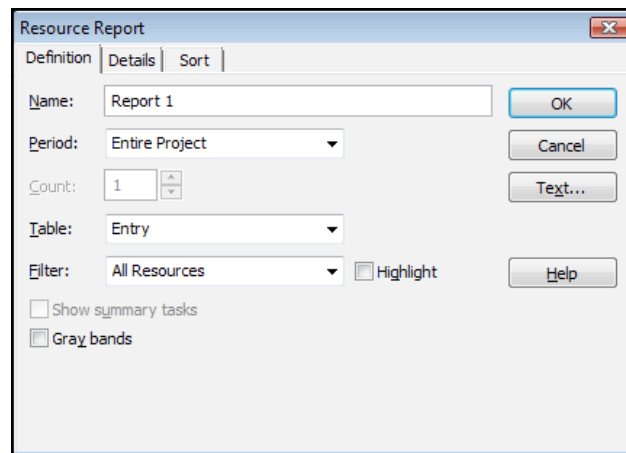 Resource Report
Definition Details Sort
Name: Report 1 OK
Period: Entire Project Cancel
Count: 1 Text...
Table: Entry
Filter: All Resources Highlight Help
Show summary tasks
Gray bands